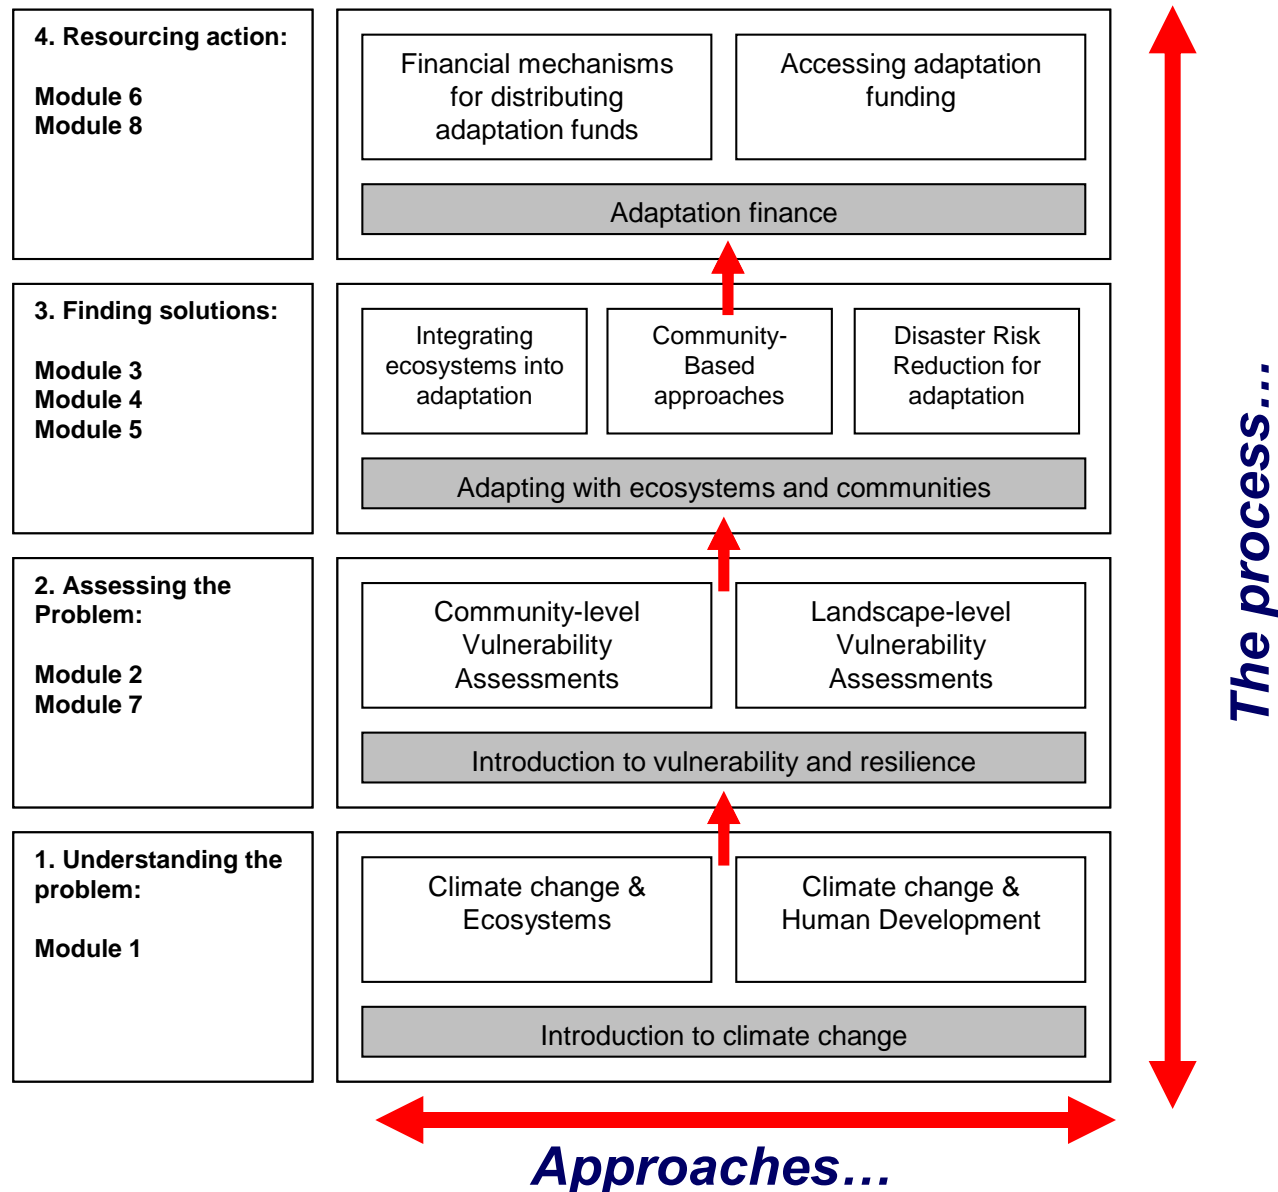 4. Resourcing action:
Module 6
Module 8
Financial mechanisms
for distributing
adaptation funds
Accessing adaptation
funding
Adaptation finance
3. Finding solutions:
Module 3
Module 4
Module 5
Integrating
ecosystems into
adaptation
Community-
Based
approaches
Disaster Risk
Reduction for
adaptation
Adapting with ecosystems and communities
2. Assessing the
Problem:
Module 2
Module 7
Community-level
Vulnerability
Assessments
Landscape-level
Vulnerability
Assessments
Introduction to vulnerability and resilience
1. Understanding the
problem:
Module 1
Climate change &
Ecosystems
Climate change &
Human Development
Introduction to climate change
The process…
Approaches…